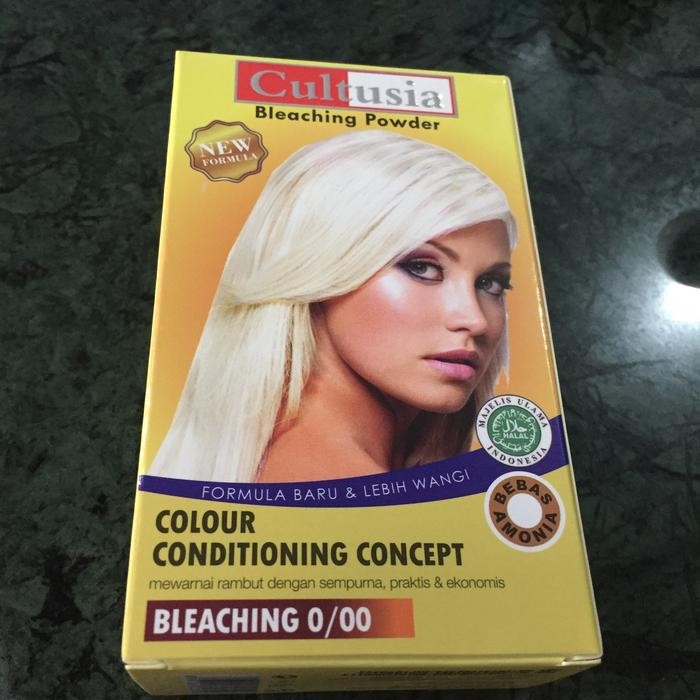 Cultusia
Bleaching Powder
NEW
FORMULA
MAJELIS ULAMA
حلال
HALAL
INDONESIA
FORMULA BARU & LEBIH WANGI
BEBAS
AMONIA
COLOUR
CONDITIONING CONCEPT
mewarnai rambut dengan sempurna, praktis & ekonomis
BLEACHING 0/00